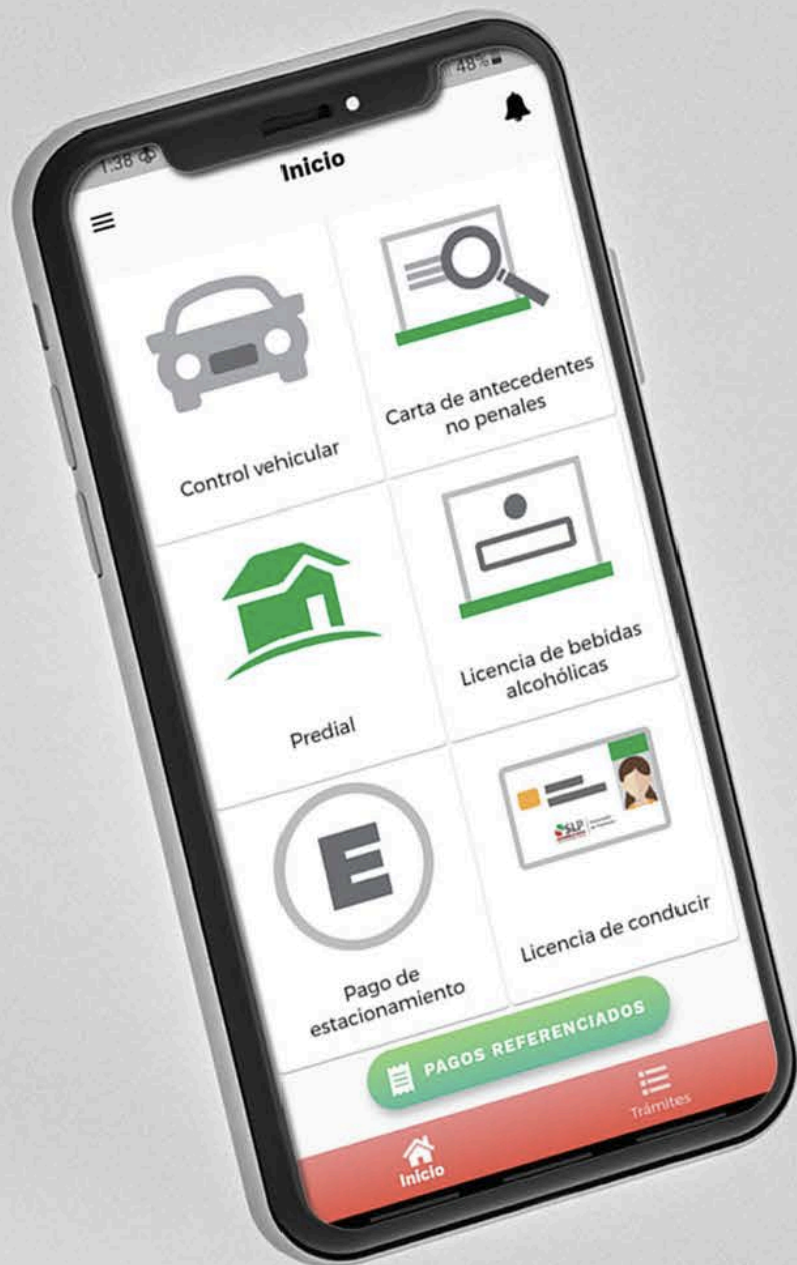 1:38
48%
Inicio
Control vehicular
Carta de antecedentes
no penales
Predial
Licencia de bebidas
alcohólicas
E
Pago de
estacionamiento
SLP
Licencia de conducir
PAGOS REFERENCIADOS
Inicio
Trámites